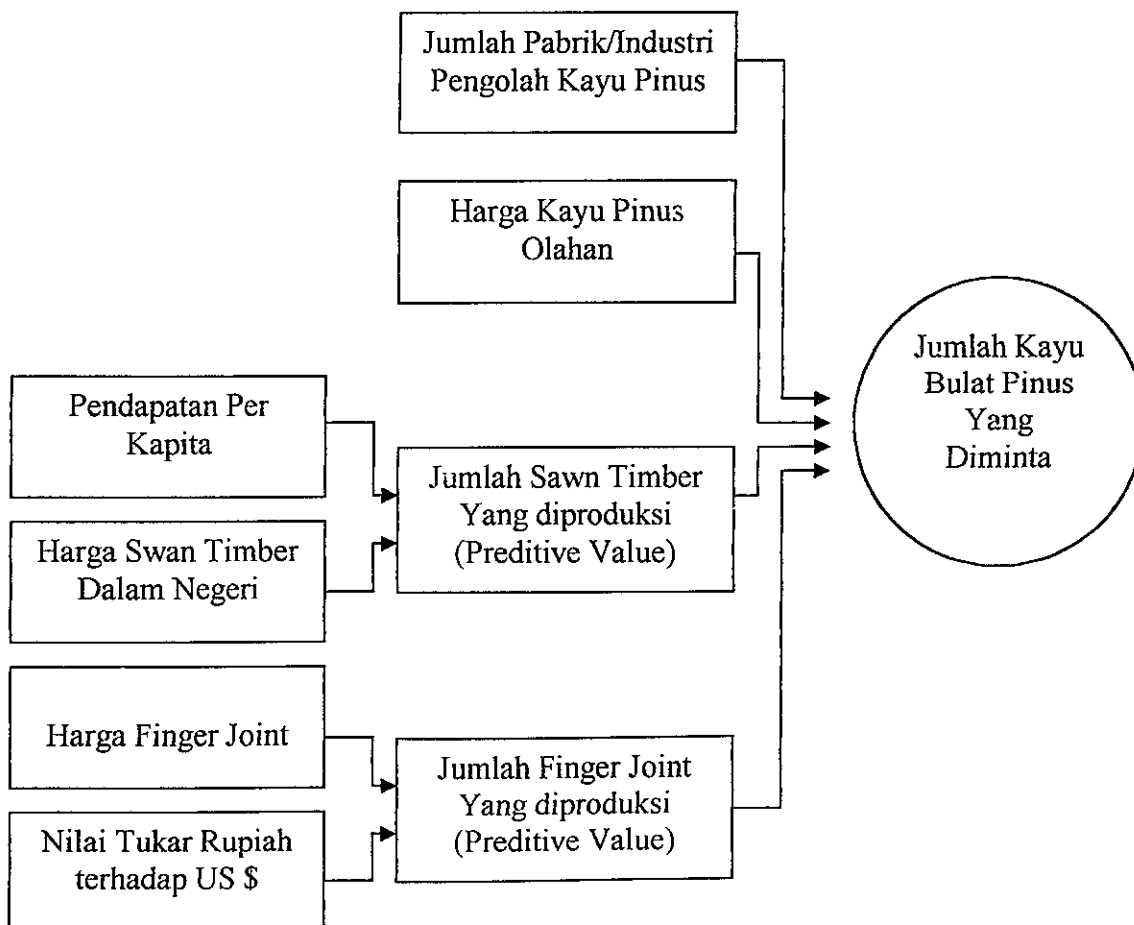 Jumlah Pabrik/Industri
Pengolah Kayu Pinus
Harga Kayu Pinus
Olahan
Jumlah Kayu
Bulat Pinus
Yang
Diminta
Pendapatan Per
Kapita
Jumlah Sawn Timber
Yang diproduksi
(Preditive Value)
Harga Swan Timber
Dalam Negeri
Harga Finger Joint
Jumlah Finger Joint
Yang diproduksi
(Preditive Value)
Nilai Tukar Rupiah
terhadap US $